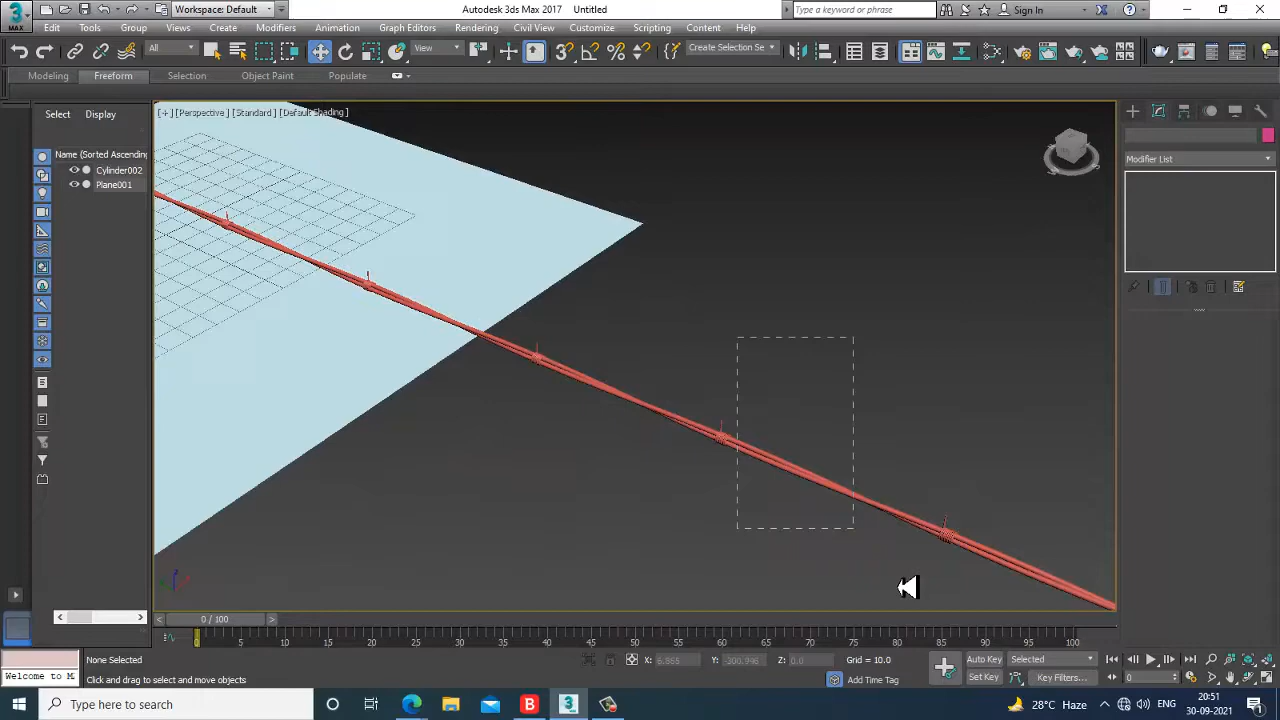 Workspace: Default
Autodesk 3ds Max 2017 Untitled
Type a keyword or phrase
Sign In
MAX
Edit Tools Group Views Create Modifiers Animation Graph Editors Rendering Civil View Customize Scripting Content Help
All
View
Create Selection Se
Modeling Freeform Selection Object Paint Populate
Select Display
[+] [Perspective] [Standard] [Default Shading]
Name (Sorted Ascending
Cylinder002
Plane001
Modifier List
0 / 100
0 5 10 15 20 25 30 35 40 45 50 55 60 65 70 75 80 85 90 95 100
None Selected
X: 6.865 Y: -300.946 Z: 0.0 Grid = 10.0
Auto Key Selected
Welcome to M
Click and drag to select and move objects
Add Time Tag
Set Key Key Filters...
0
Type here to search
28°C Haze
ENG
20:51
30-09-2021